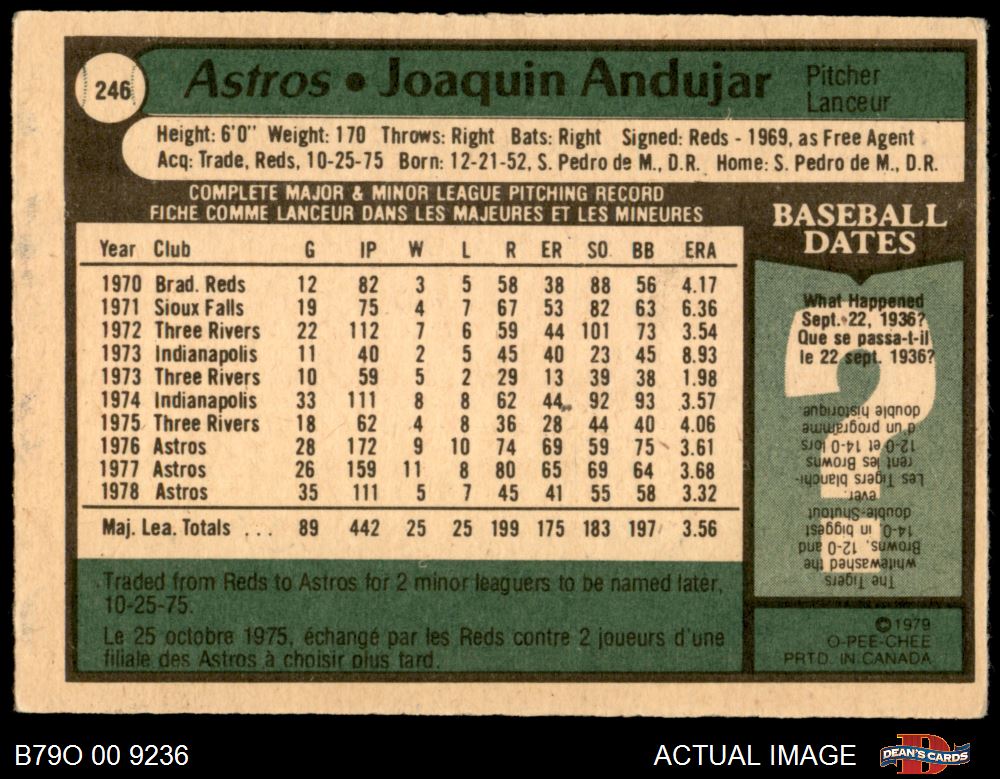 246
Astros • Joaquin Andujar
Pitcher
Lanceur
Height: 6'0" Weight: 170 Throws: Right Bats: Right Signed: Reds - 1969, as Free Agent
Acq: Trade, Reds, 10-25-75 Born: 12-21-52, S. Pedro de M., D.R. Home: S. Pedro de M., D.R.
COMPLETE MAJOR & MINOR LEAGUE PITCHING RECORD
FICHE COMME LANCEUR DANS LES MAJEURES ET LES MINEURES
Year Club G IP W L R ER SO BB ERA
1970 Brad. Reds 12 82 3 5 58 38 88 56 4.17
1971 Sioux Falls 19 75 4 7 67 53 82 63 6.36
1972 Three Rivers 22 112 7 6 59 44 101 73 3.54
1973 Indianapolis 11 40 2 5 45 40 23 45 8.93
1973 Three Rivers 10 59 5 2 29 13 39 38 1.98
1974 Indianapolis 33 111 8 8 62 44 92 93 3.57
1975 Three Rivers 18 62 4 8 36 28 44 40 4.06
1976 Astros 28 172 9 10 74 69 59 75 3.61
1977 Astros 26 159 11 8 80 65 69 64 3.68
1978 Astros 35 111 5 7 45 41 55 58 3.32
Maj. Lea. Totals ... 89 442 25 25 199 175 183 197 3.56
Traded from Reds to Astros for 2 minor leaguers to be named later,
10-25-75.
Le 25 octobre 1975, échangé par les Reds contre 2 joueurs d'une
filiale des Astros à choisir plus tard.
BASEBALL
DATES
What Happened
Sept. 22, 1936?
Que se passa-t-il
le 22 sept. 1936?
The Tigers
whitewashed the
Browns, 12-0 and
14-0 in biggest
double-shutout
ever.
Les Tigers blanchi-
rent les Browns
12-0 et 14-0 lors
d'un programme
double historique.
©1979
O-PEE-CHEE
PRTD. IN CANADA
B79O 00 9236
ACTUAL IMAGE
DEAN'S CARDS